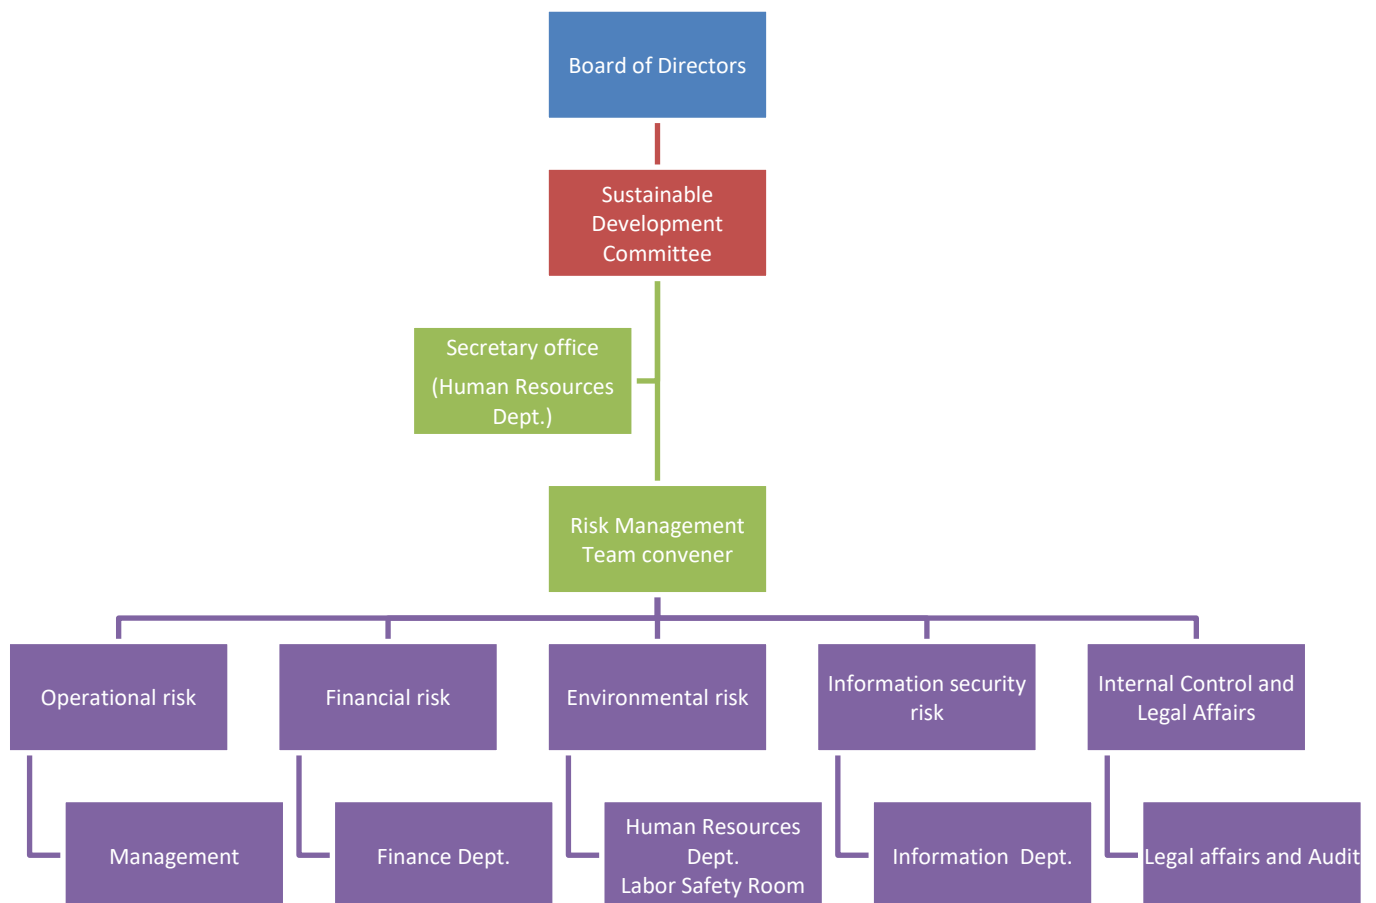 Board of Directors
Sustainable
Development
Committee
Secretary office
(Human Resources
Dept.)
Risk Management
Team convener
Operational risk
Financial risk
Environmental risk
Information security
risk
Internal Control and
Legal Affairs
Management
Finance Dept.
Human Resources
Dept.
Labor Safety Room
Information Dept.
Legal affairs and Audit